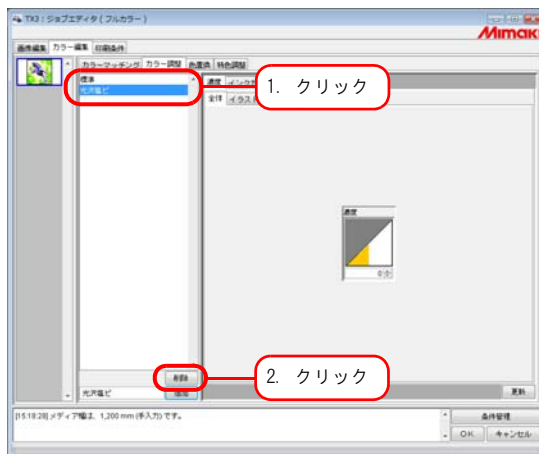 TX3 : ジョブエディタ ( フルカラー )
Mimaki
画像編集 カラー編集 印刷条件
カラーマッチング カラー調整 色置換 特色調整
標準
光沢塩ビ
濃度
全体 イラスト
1. クリック
濃度
0
削除
2. クリック
光沢塩ビ 追加
更新
[15:18:28] メディア幅は、1,200 mm (手入力) です。
条件管理
OK キャンセル